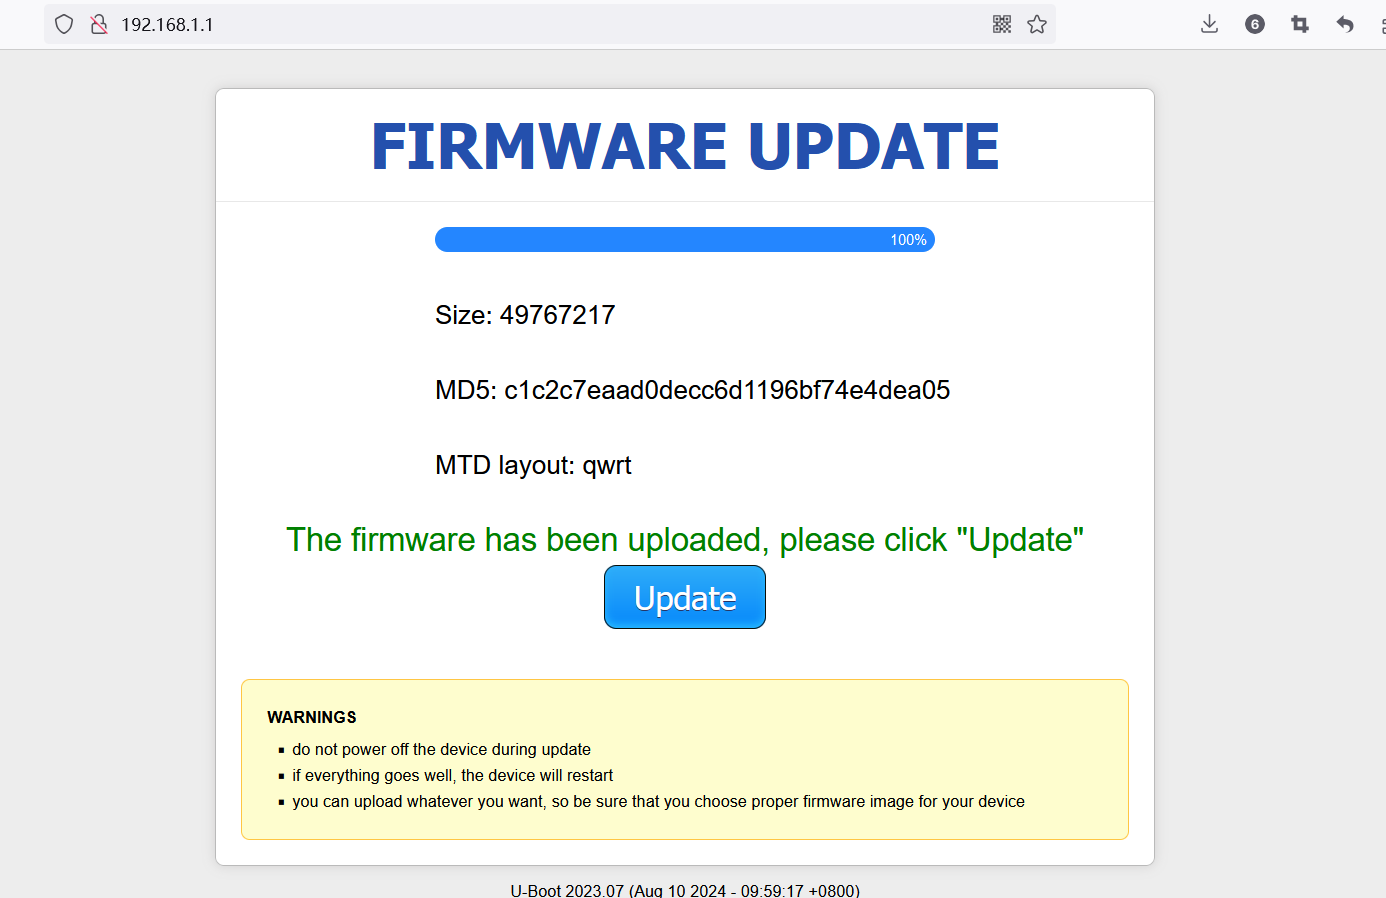 192.168.1.1
6
FIRMWARE UPDATE
100%
Size: 49767217
MD5: c1c2c7eaad0decc6d1196bf74e4dea05
MTD layout: qwrt
The firmware has been uploaded, please click "Update"
Update
WARNINGS
▪ do not power off the device during update
▪ if everything goes well, the device will restart
▪ you can upload whatever you want, so be sure that you choose proper firmware image for your device
U-Boot 2023.07 (Aug 10 2024 - 09:59:17 +0800)